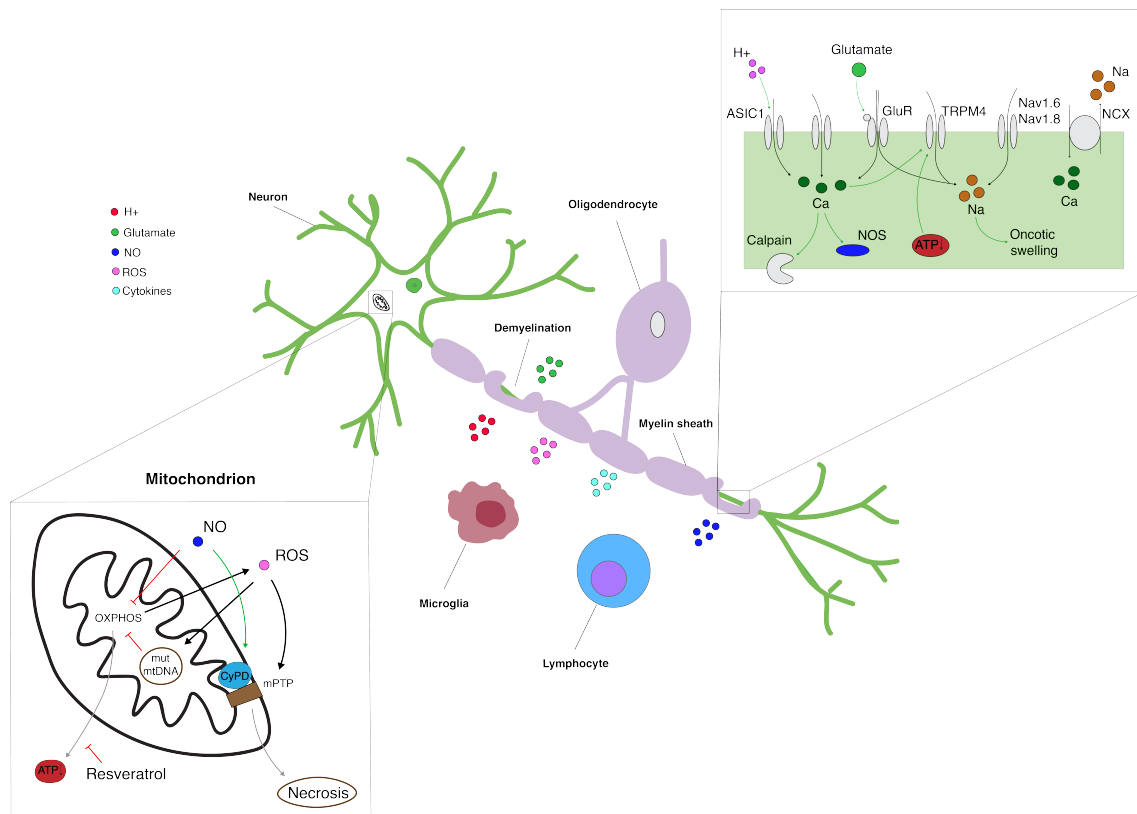 H+
Glutamate
Na
ASIC1
GluR
TRPM4
Nav1.6
Nav1.8
NCX
Ca
Na
Ca
Calpain
NOS
ATP↓
Oncotic
swelling
Neuron
Oligodendrocyte
H+
Glutamate
NO
ROS
Cytokines
Demyelination
Myelin sheath
Microglia
Lymphocyte
Mitochondrion
NO
ROS
OXPHOS
mut
mtDNA
CyPD
mPTP
ATP↓
Resveratrol
Necrosis